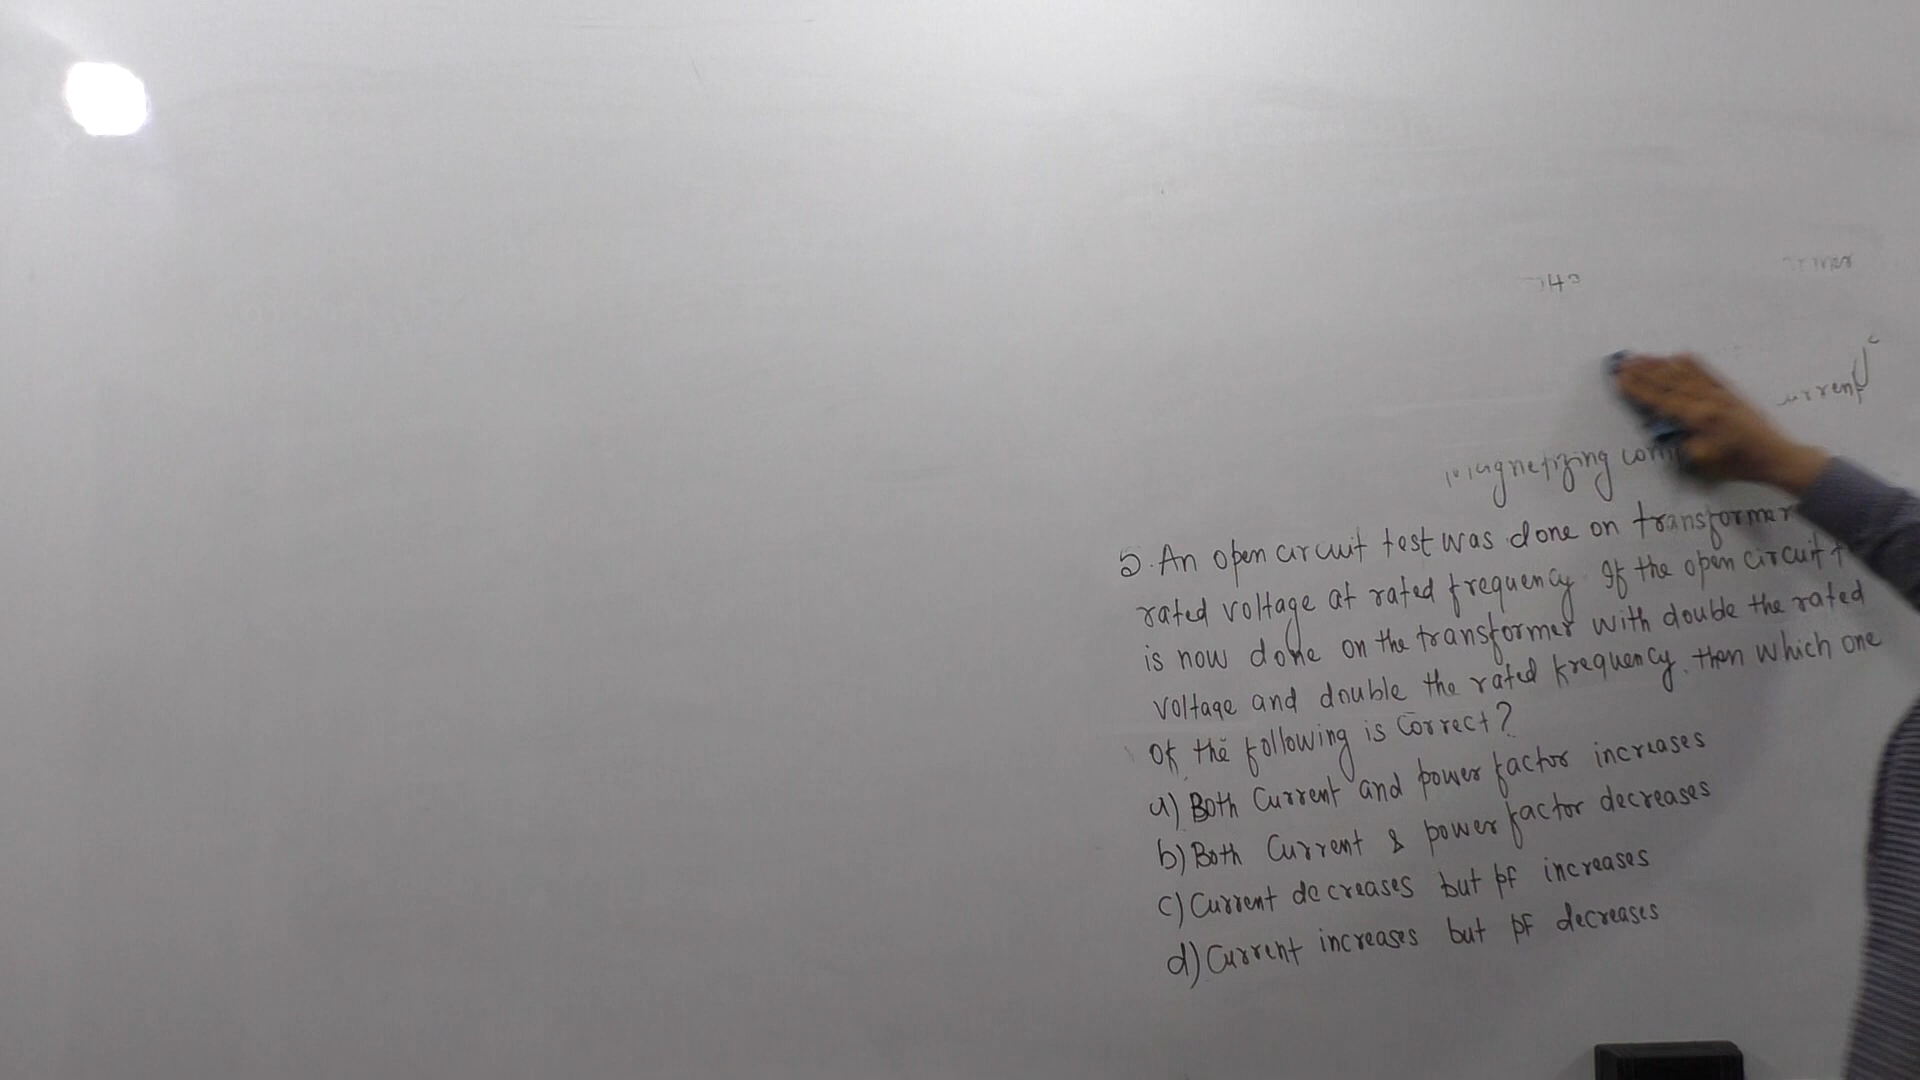 current
magnetizing com
5. An open circuit test was done on transformer
rated voltage at rated frequency. If the open circuit t
is now done on the transformer with double the rated
voltage and double the rated frequency. then which one
of the following is correct?
a) Both Current and power factor increases
b) Both Current & power factor decreases
c) Current decreases but pf increases
d) Current increases but pf decreases